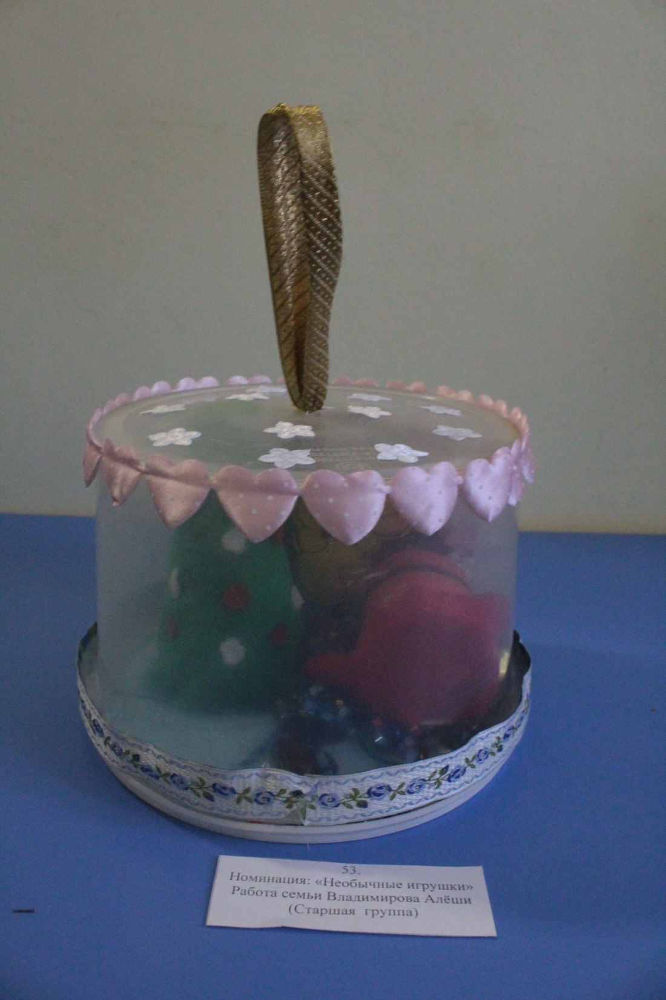 53.
Номинация: «Необычные игрушки»
Работа семьи Владимирова Алёши
(Старшая группа)